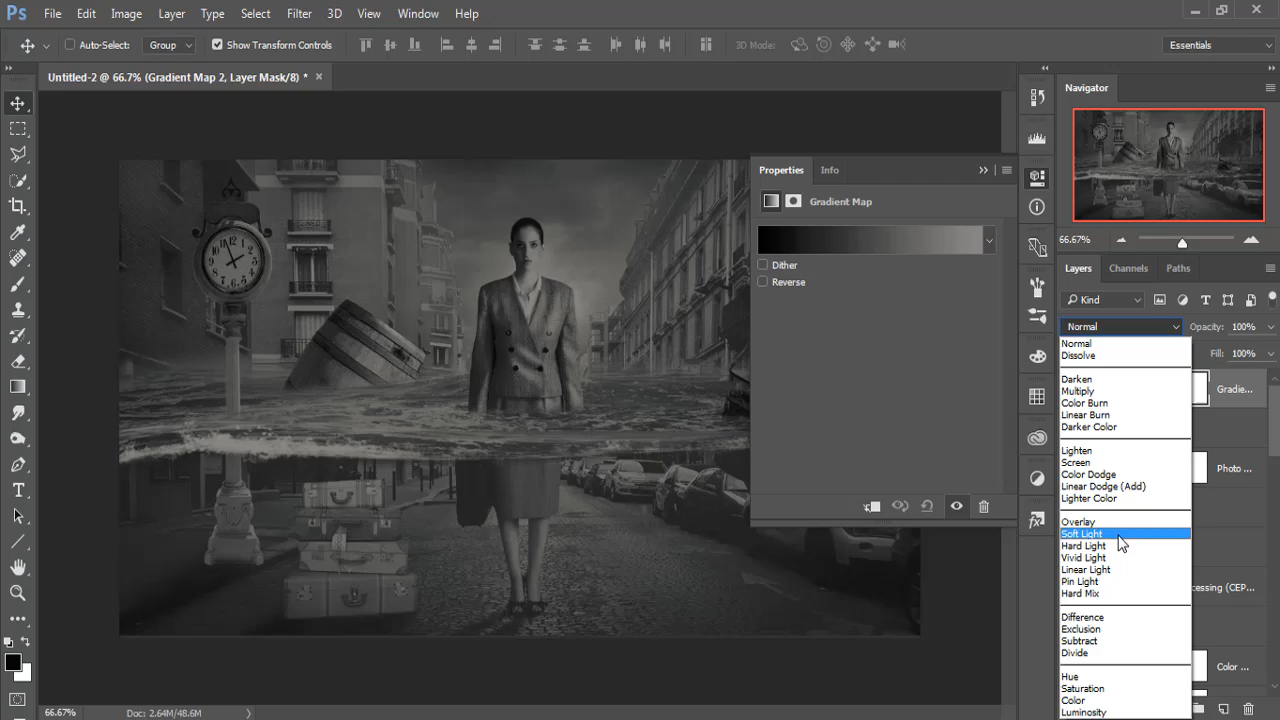 Ps File Edit Image Layer Type Select Filter 3D View Window Help
Auto-Select: Group Show Transform Controls 3D Mode: Essentials
Untitled-2 @ 66.7% (Gradient Map 2, Layer Mask/8) * ×
Navigator
Properties Info
Gradient Map
Dither
Reverse
66.67%
Layers Channels Paths
Kind
Normal Opacity: 100%
Fill: 100%
Normal
Dissolve
Darken
Multiply
Color Burn
Linear Burn
Darker Color
Lighten
Screen
Color Dodge
Linear Dodge (Add)
Lighter Color
Overlay
Soft Light
Hard Light
Vivid Light
Linear Light
Pin Light
Hard Mix
Difference
Exclusion
Subtract
Divide
Hue
Saturation
Color
Luminosity
Gradie...
Photo ...
cessing (CEP...
Color ...
66.67% Doc: 2.64M/48.6M